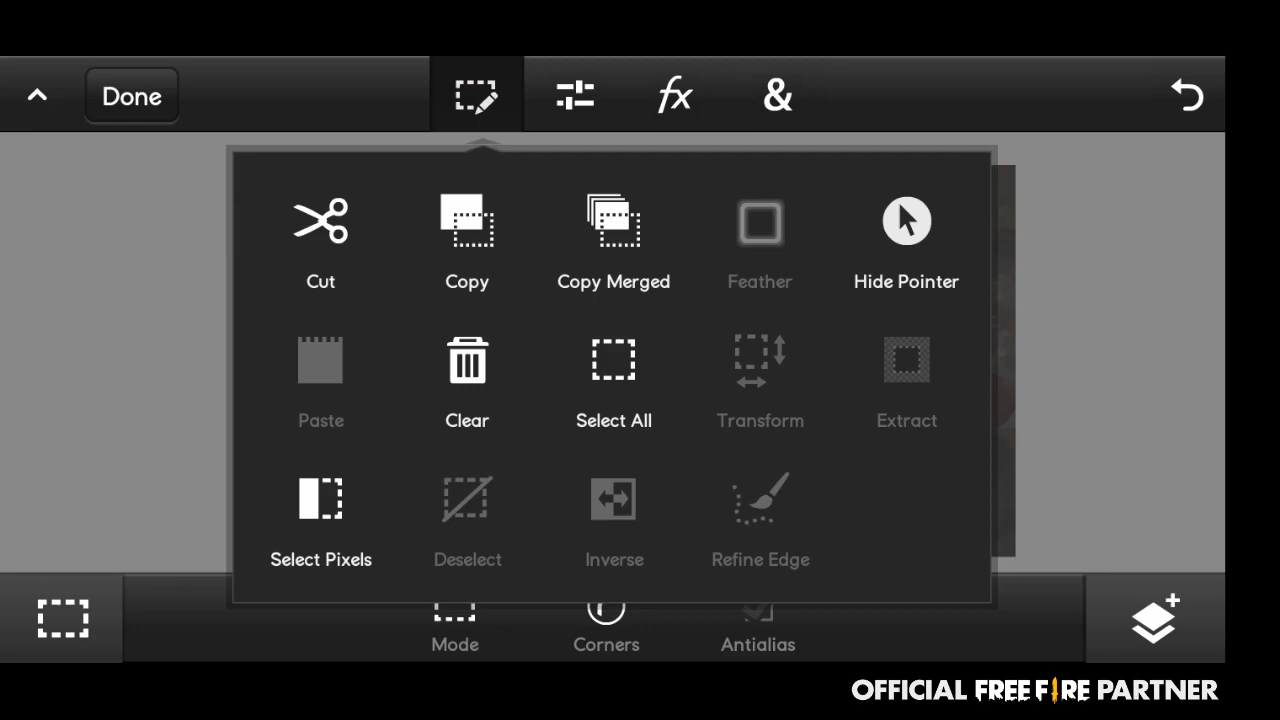 Done
fx
&
Cut
Copy
Copy Merged
Feather
Hide Pointer
Paste
Clear
Select All
Transform
Extract
Select Pixels
Deselect
Inverse
Refine Edge
Mode
Corners
Antialias
OFFICIAL FREE FIRE PARTNER